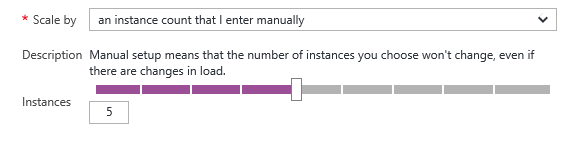 * Scale by an instance count that I enter manually
Description Manual setup means that the number of instances you choose won't change, even if
there are changes in load.
Instances
5